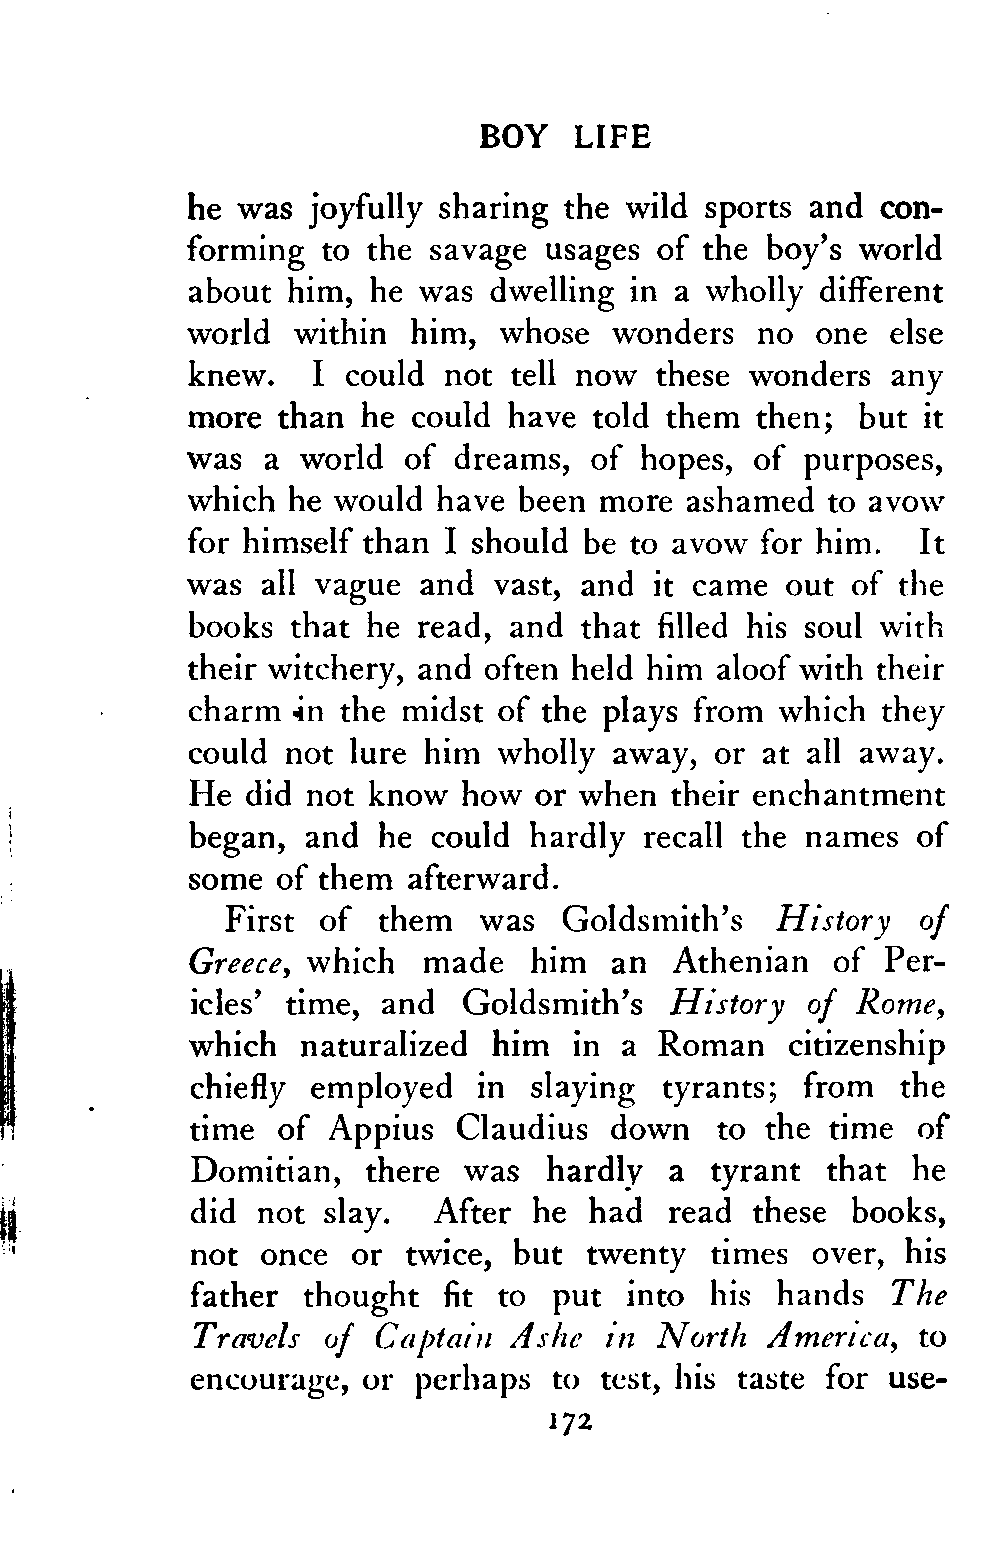 BOY LIFE
he was joyfully sharing the wild sports and con-
forming to the savage usages of the boy's world
about him, he was dwelling in a wholly different
world within him, whose wonders no one else
knew. I could not tell now these wonders any
more than he could have told them then; but it
was a world of dreams, of hopes, of purposes,
which he would have been more ashamed to avow
for himself than I should be to avow for him. It
was all vague and vast, and it came out of the
books that he read, and that filled his soul with
their witchery, and often held him aloof with their
charm in the midst of the plays from which they
could not lure him wholly away, or at all away.
He did not know how or when their enchantment
began, and he could hardly recall the names of
some of them afterward.
First of them was Goldsmith's History of
Greece, which made him an Athenian of Per-
icles' time, and Goldsmith's History of Rome,
which naturalized him in a Roman citizenship
chiefly employed in slaying tyrants; from the
time of Appius Claudius down to the time of
Domitian, there was hardly a tyrant that he
did not slay. After he had read these books,
not once or twice, but twenty times over, his
father thought fit to put into his hands The
Travels of Captain Ashe in North America, to
encourage, or perhaps to test, his taste for use-
172